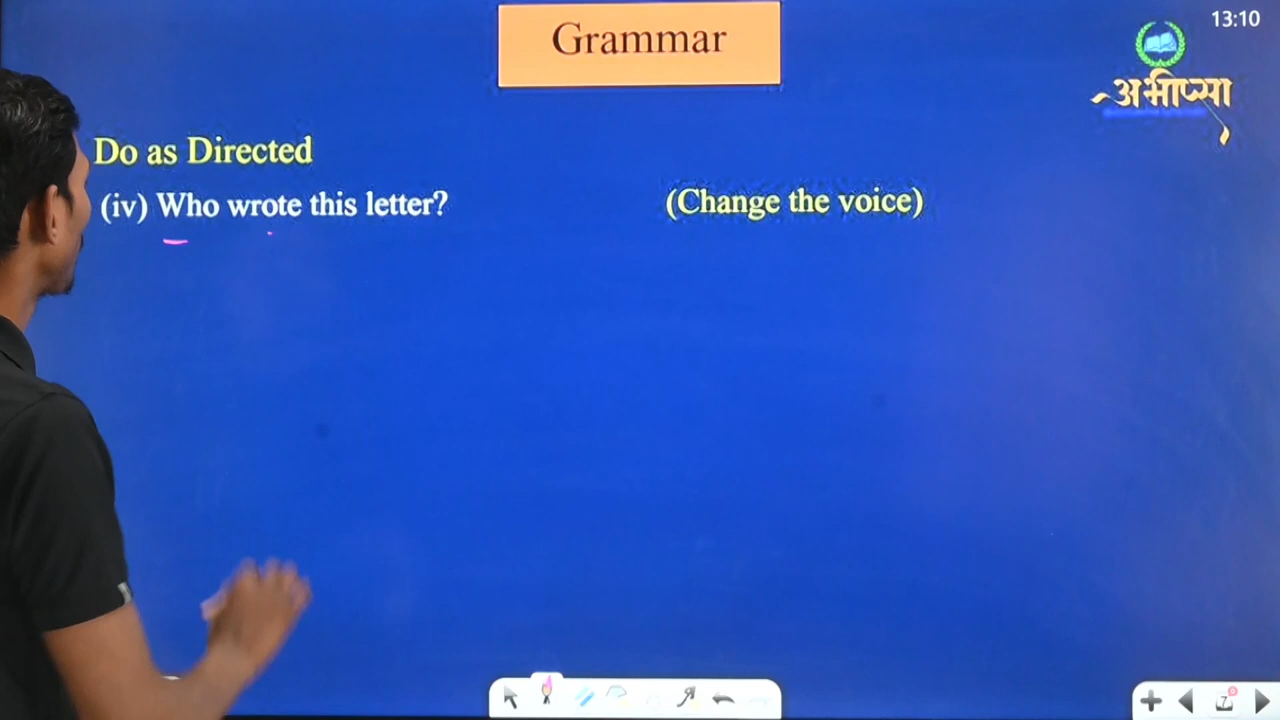 13:10
Grammar
अभीप्सा
Do as Directed
(iv) Who wrote this letter? (Change the voice)